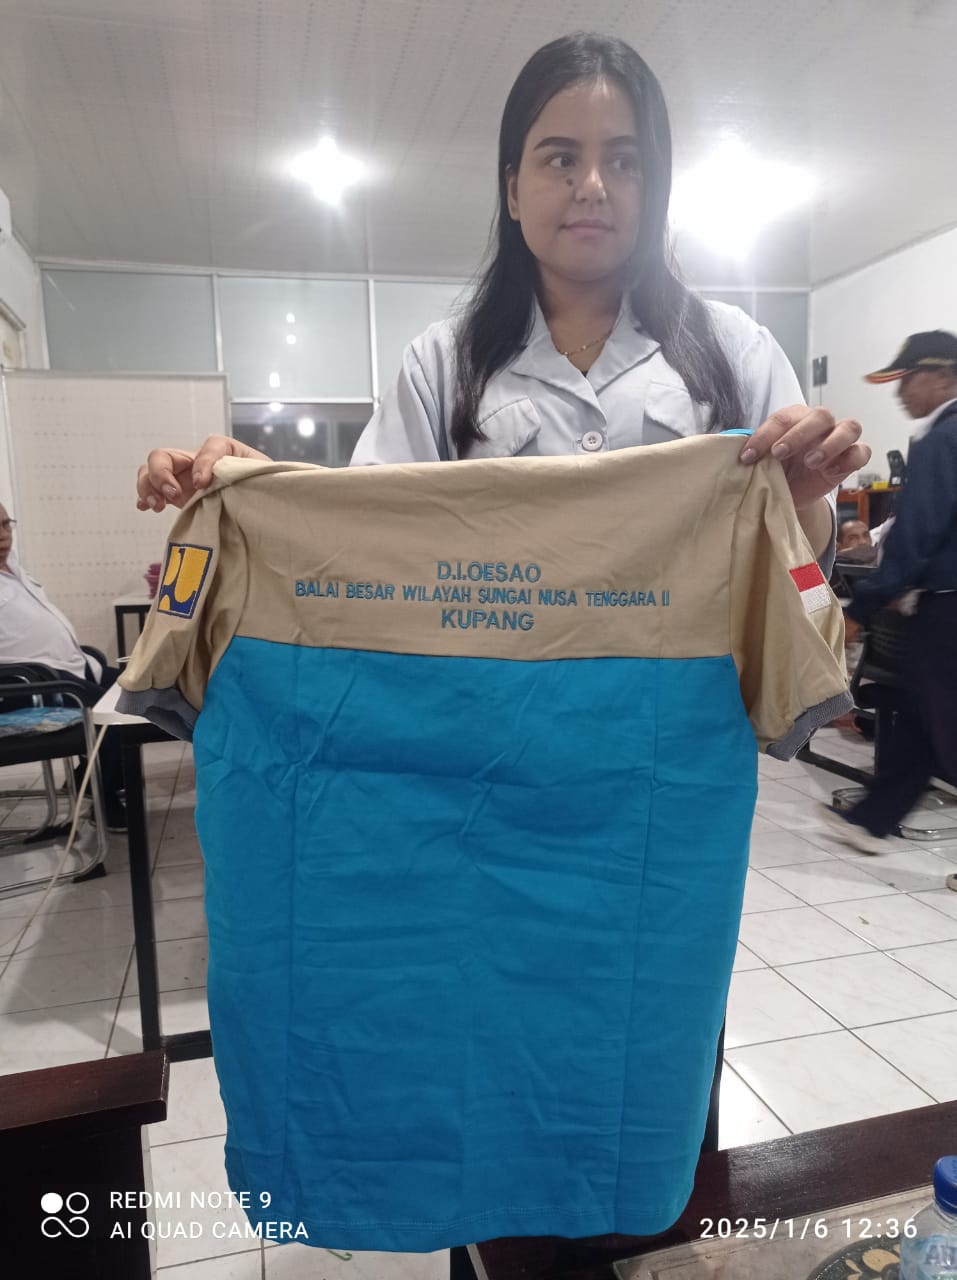 D.I.OESAO
BALAI BESAR WILAYAH SUNGAI NUSA TENGGARA II
KUPANG
REDMI NOTE 9
AI QUAD CAMERA
2025/1/6 12:36